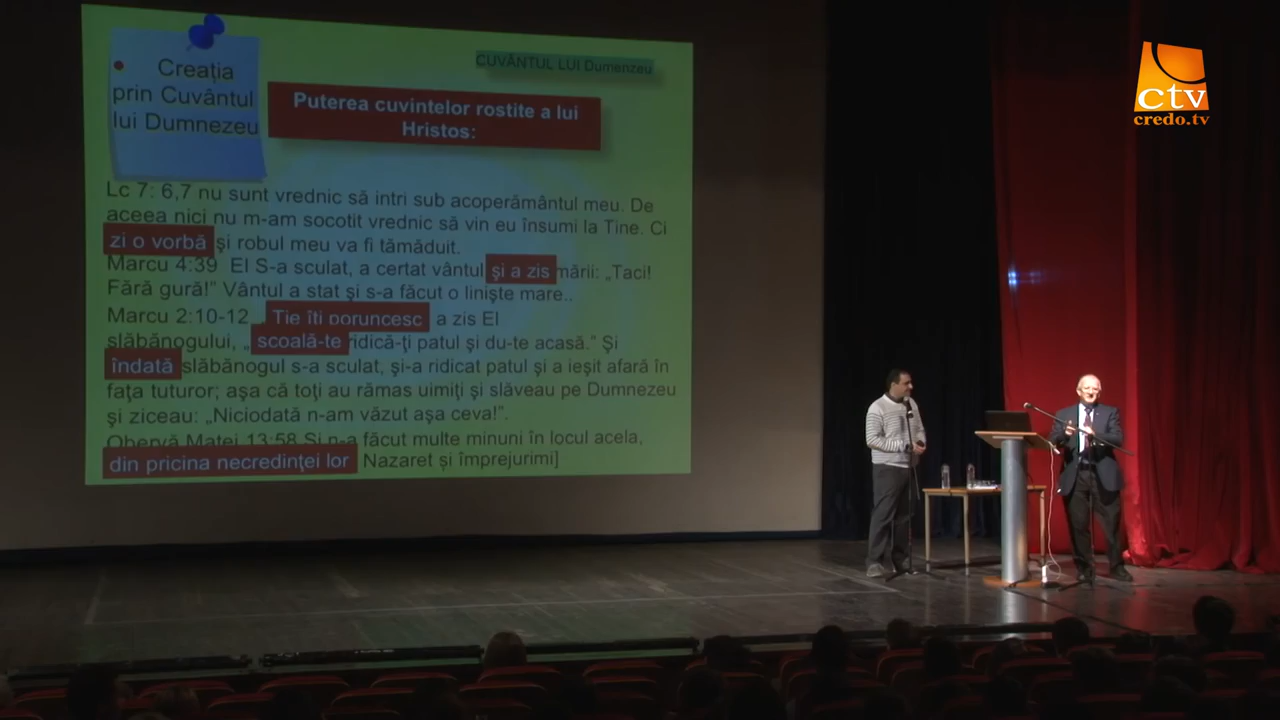 • Creația
prin Cuvântul
lui Dumnezeu
CUVÂNTUL LUI Dumenzeu
Puterea cuvintelor rostite a lui
Hristos:
Lc 7: 6,7 nu sunt vrednic să intri sub acoperământul meu. De
aceea nici nu m-am socotit vrednic să vin eu însumi la Tine. Ci
zi o vorbă şi robul meu va fi tămăduit.
Marcu 4:39 El S-a sculat, a certat vântul şi a zis mării: „Taci!
Fără gură!” Vântul a stat şi s-a făcut o linişte mare..
Marcu 2:10-12 „Ţie îţi poruncesc a zis El
slăbănogului, „scoală-te ridică-ţi patul şi du-te acasă.” Şi
îndată slăbănogul s-a sculat, şi-a ridicat patul şi a ieşit afară în
faţa tuturor; aşa că toţi au rămas uimiţi şi slăveau pe Dumnezeu
şi ziceau: „Niciodată n-am văzut aşa ceva!”.
Obervă Matei 13:58 Şi n-a făcut multe minuni în locul acela,
din pricina necredinţei lor Nazaret și împrejurimi]
ctv
credo.tv